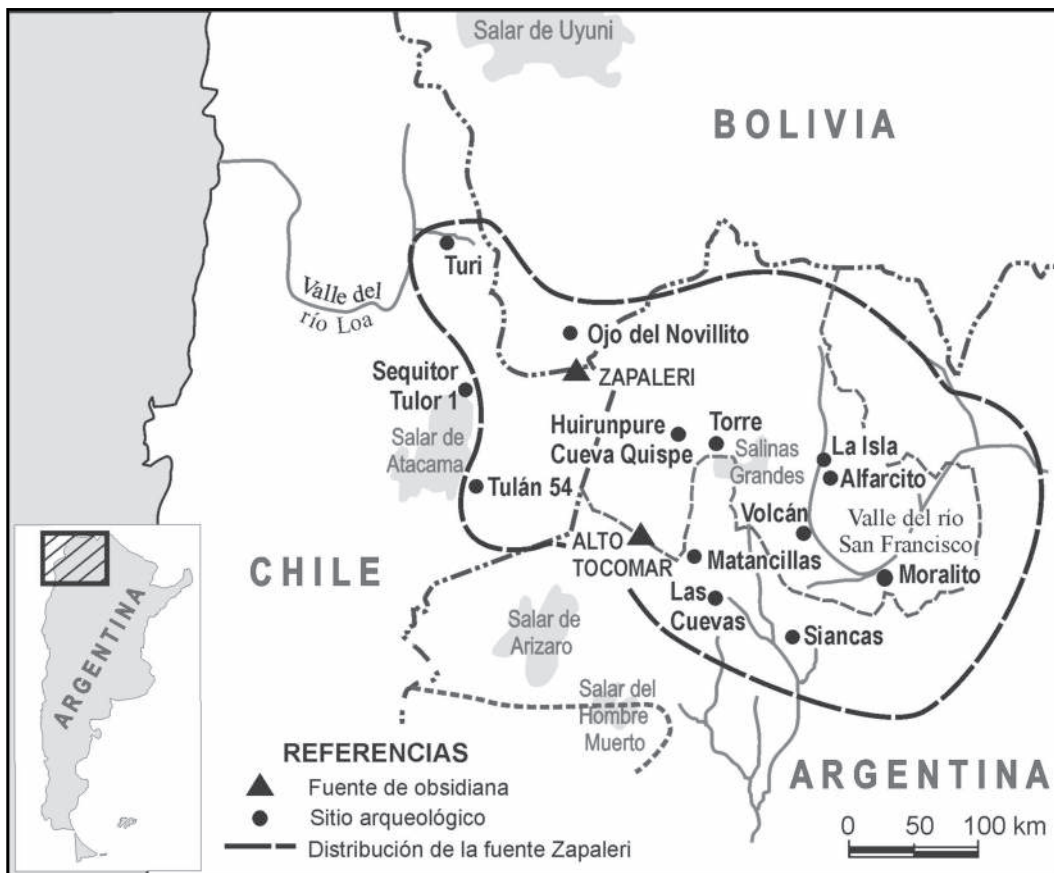 Salar de Uyuni
BOLIVIA
Turi
Valle del
río Loa
Ojo del Novillito
ZAPALERI
Sequitor
Tulor 1
Salar de
Atacama
Huirunpure
Cueva Quispe
Torre
Salinas
Grandes
La Isla
Alfarcito
Tulán 54
Volcán
Valle del río
San Francisco
ALTO
TOCOMAR
Matancillas
Moralito
CHILE
Las
Cuevas
Siancas
Salar de
Arizaro
Salar del
Hombre
Muerto
ARGENTINA
ARGENTINA
REFERENCIAS
Fuente de obsidiana
Sitio arqueológico
Distribución de la fuente Zapaleri
0 50 100 km